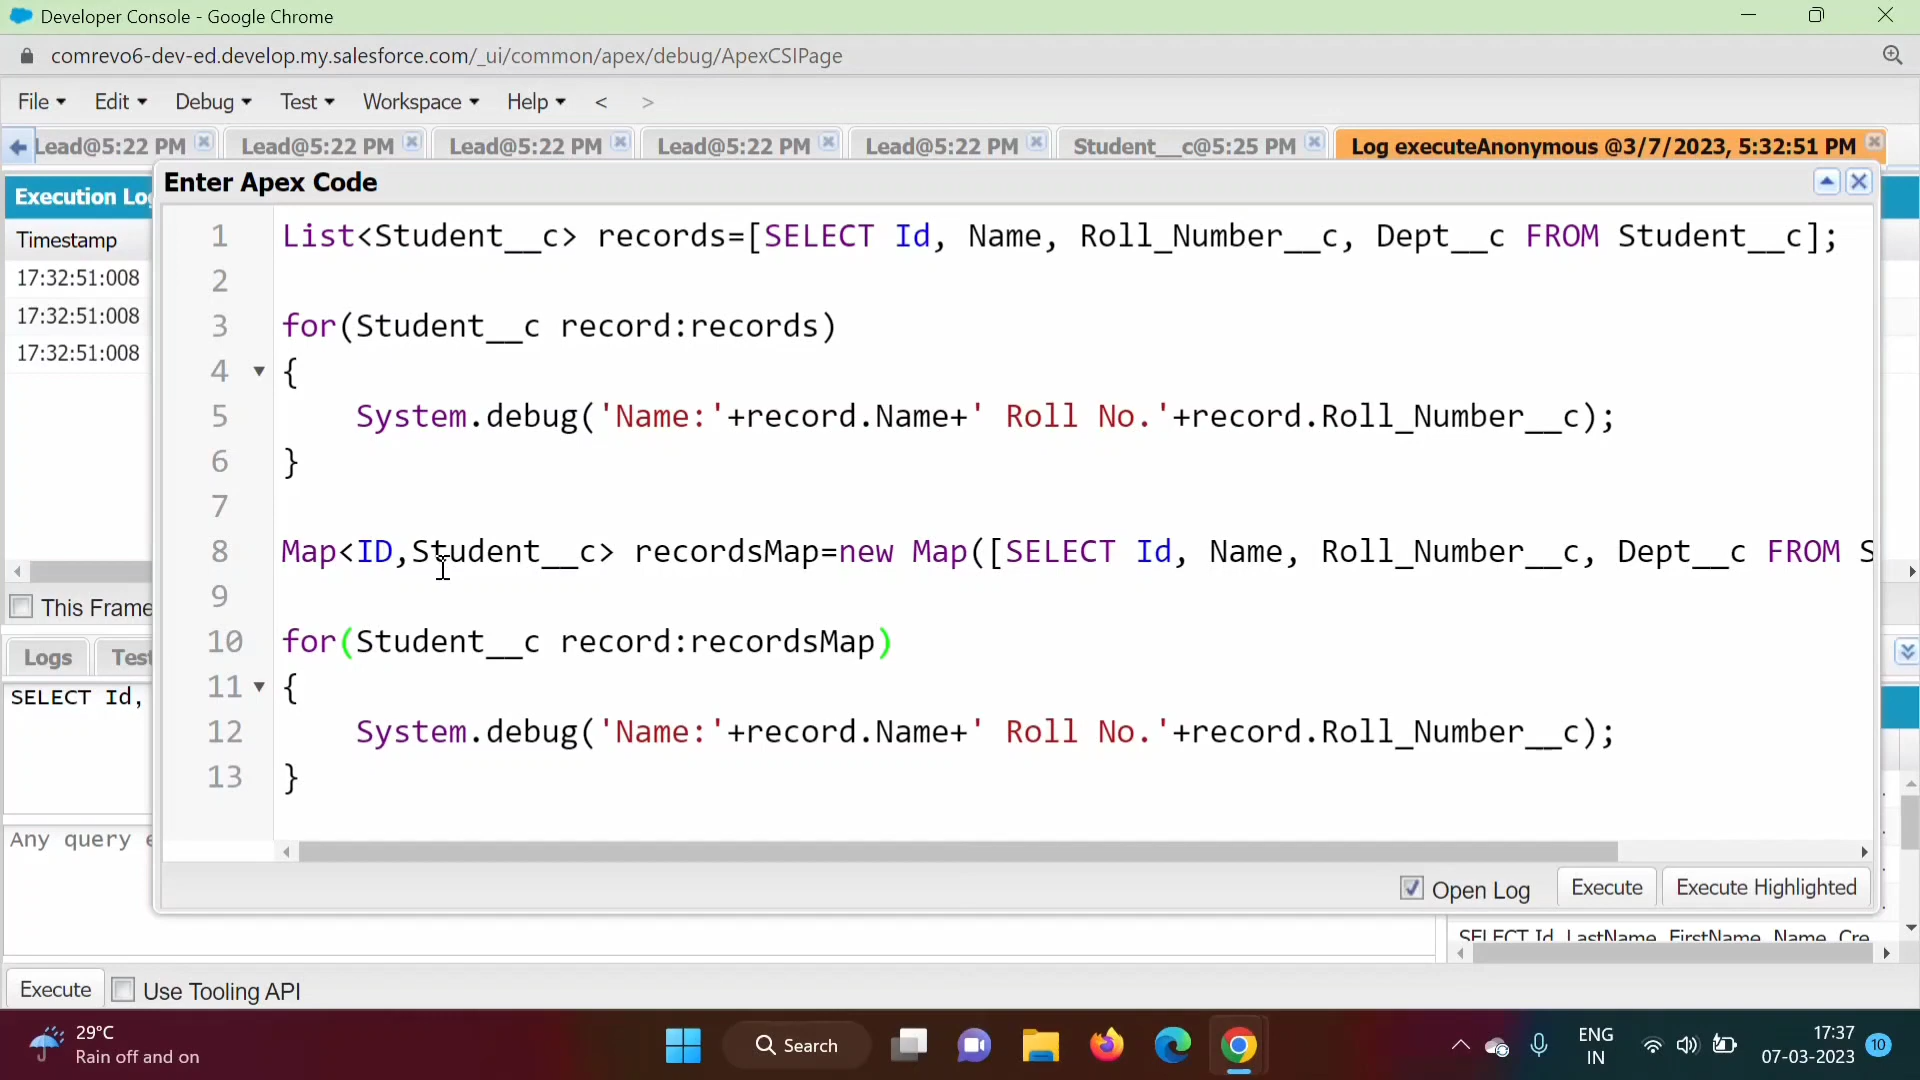 Developer Console - Google Chrome
comrevo6-dev-ed.develop.my.salesforce.com/_ui/common/apex/debug/ApexCSIPage
File Edit Debug Test Workspace Help < >
Lead@5:22 PM Lead@5:22 PM Lead@5:22 PM Lead@5:22 PM Lead@5:22 PM Student__c@5:25 PM Log executeAnonymous @3/7/2023, 5:32:51 PM
Execution Log
Enter Apex Code
Timestamp
17:32:51:008
17:32:51:008
17:32:51:008
1 List<Student__c> records=[SELECT Id, Name, Roll_Number__c, Dept__c FROM Student__c];
2
3 for(Student__c record:records)
4 {
5 System.debug('Name:'+record.Name+' Roll No.'+record.Roll_Number__c);
6 }
7
8 Map<ID,Student__c> recordsMap=new Map([SELECT Id, Name, Roll_Number__c, Dept__c FROM S
9
10 for(Student__c record:recordsMap)
11 {
12 System.debug('Name:'+record.Name+' Roll No.'+record.Roll_Number__c);
13 }
This Frame
Logs Test
SELECT Id,
Any query e
Open Log Execute Execute Highlighted
SELECT Id, LastName, FirstName, Name, Cre
Execute Use Tooling API
29°C
Rain off and on
Search
ENG
IN
17:37
07-03-2023
10